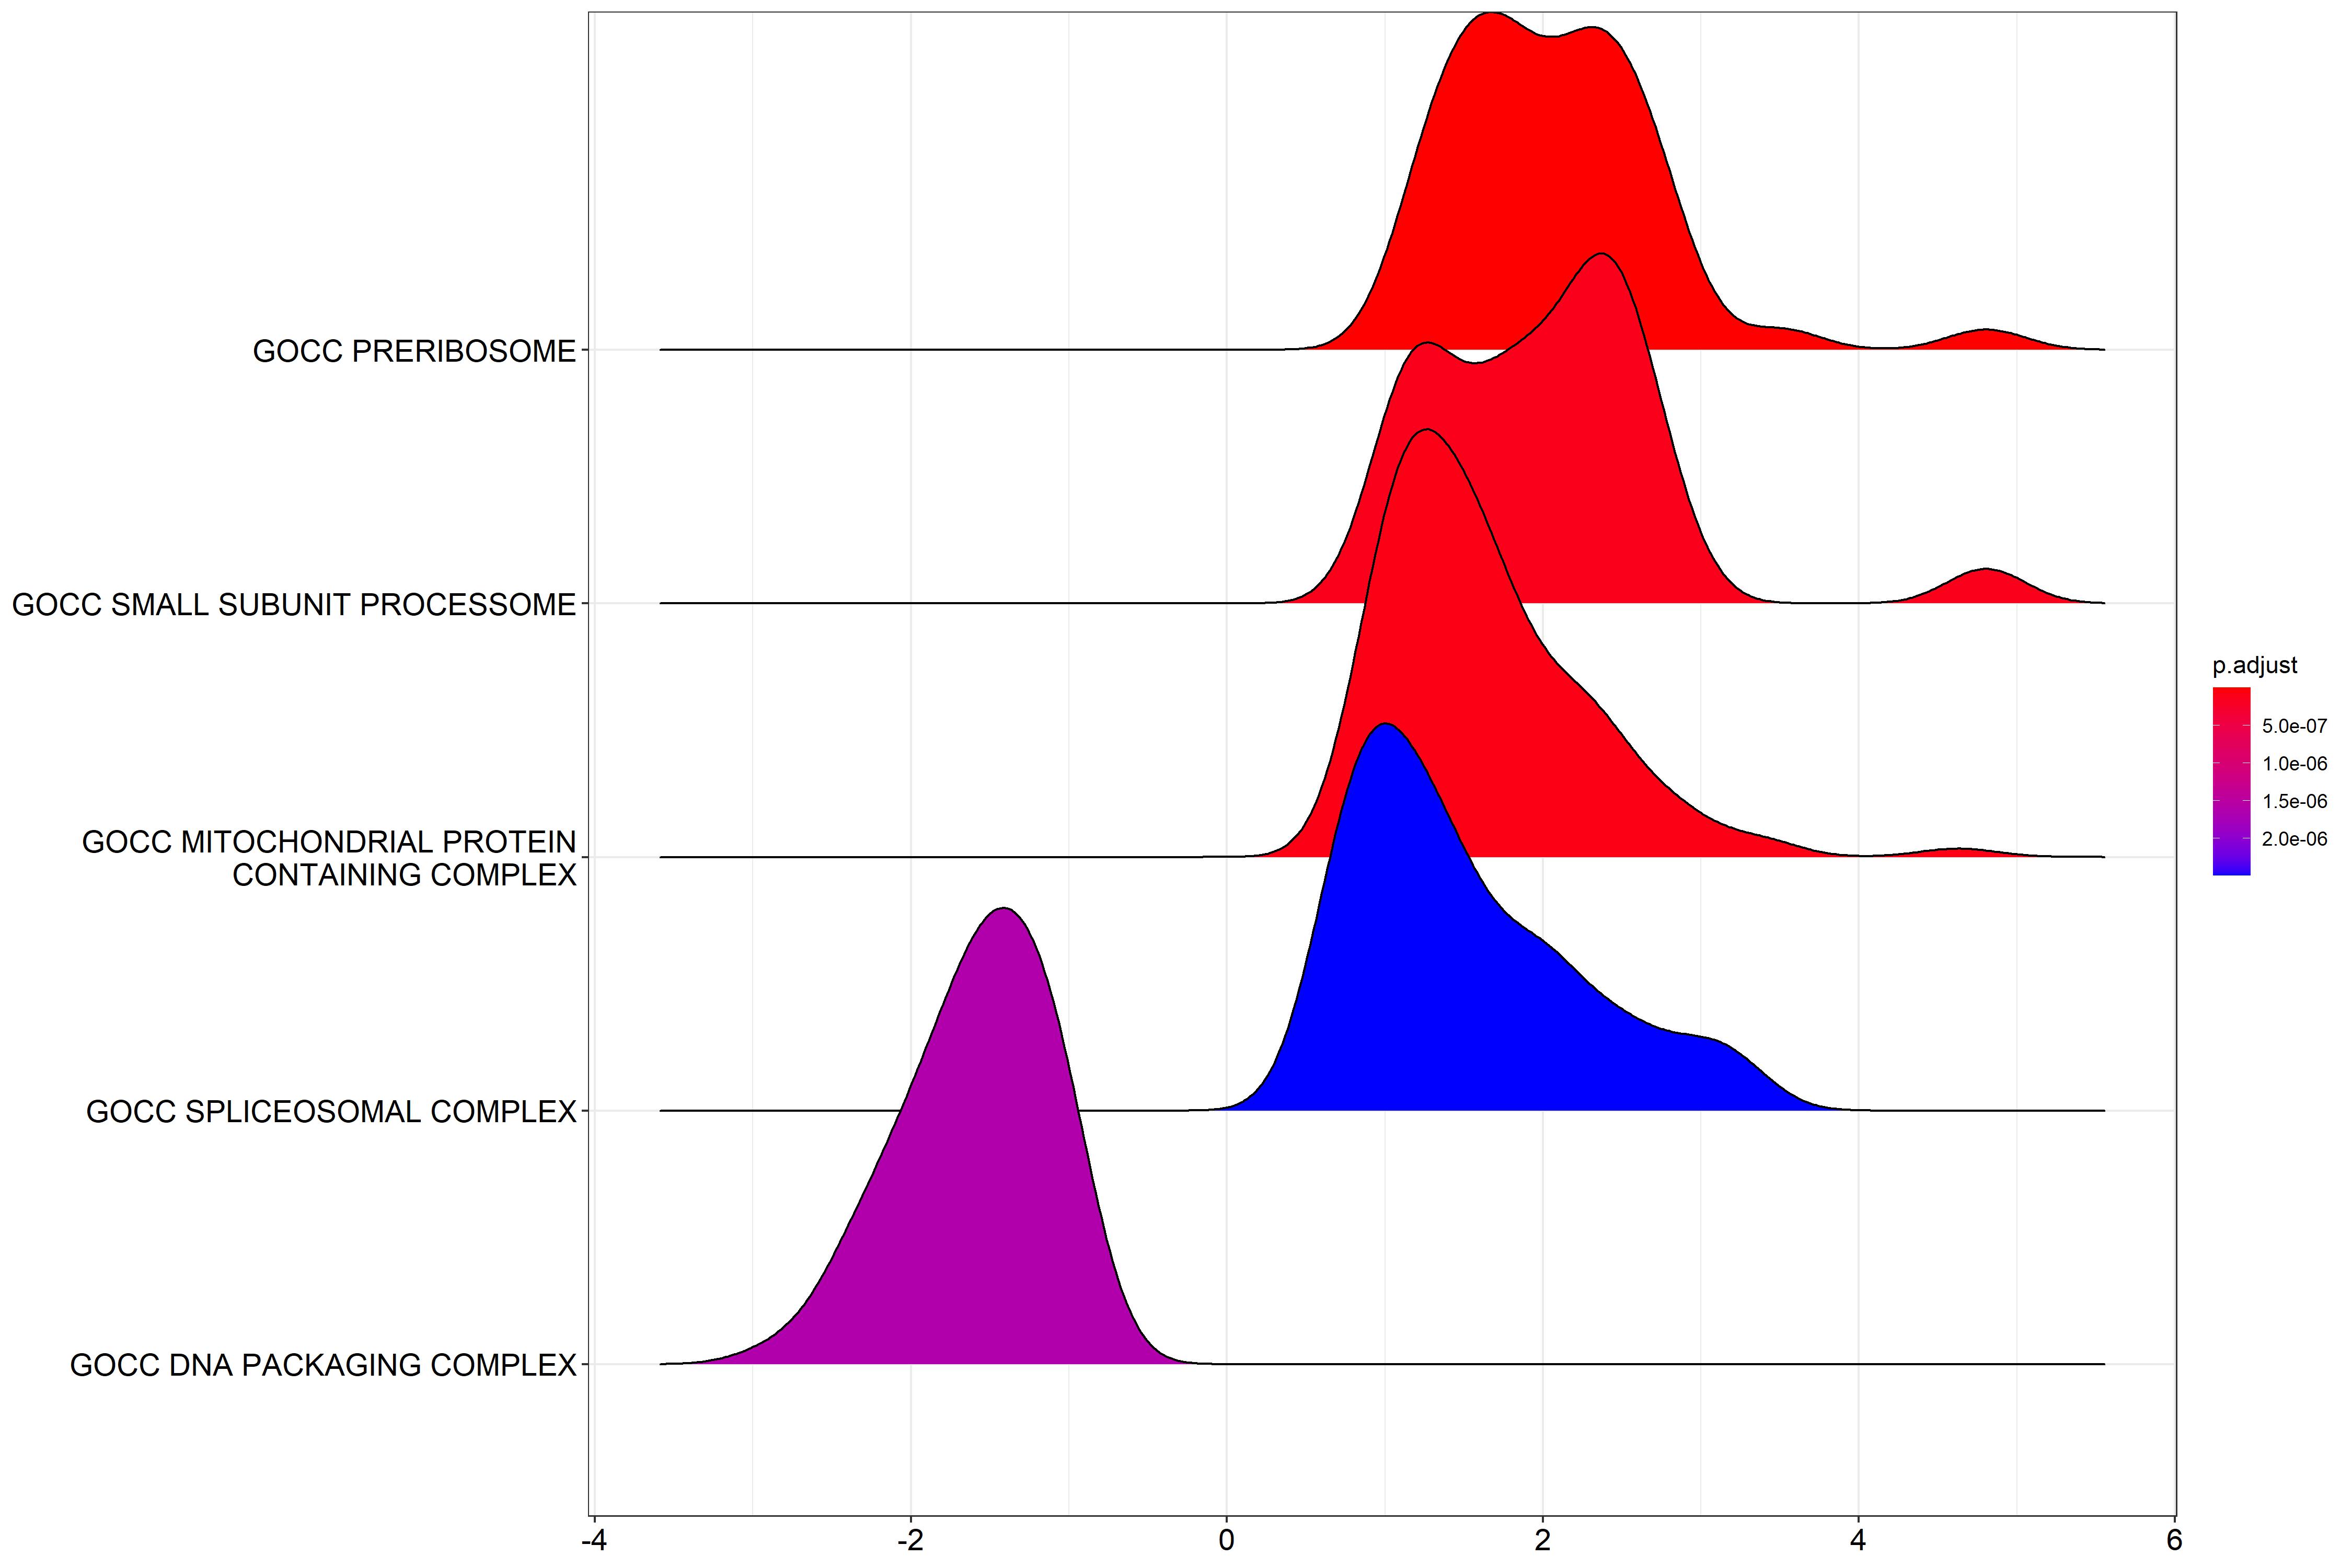 GOCC PRERIBOSOME
GOCC SMALL SUBUNIT PROCESSOME
GOCC MITOCHONDRIAL PROTEIN
CONTAINING COMPLEX
GOCC SPLICEOSOMAL COMPLEX
GOCC DNA PACKAGING COMPLEX
-4 -2 0 2 4 6
p.adjust
5.0e-07
1.0e-06
1.5e-06
2.0e-06